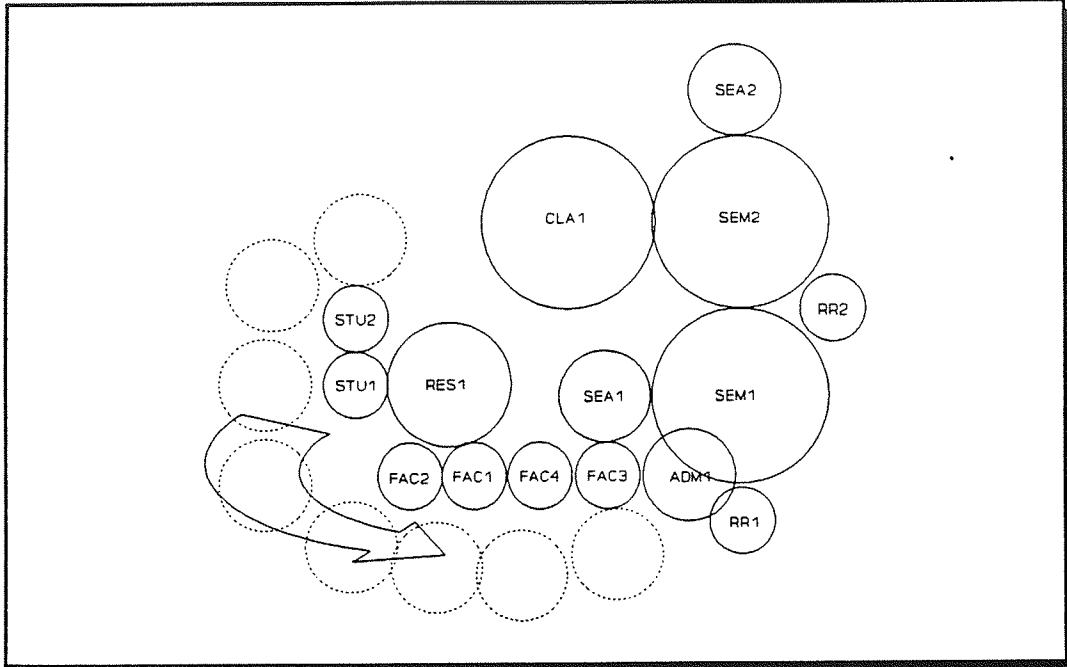 SEA2
CLA1
SEM2
RR2
STU2
STU1
RES1
SEA1
SEM1
FAC2
FAC1
FAC4
FAC3
ADM1
RR1